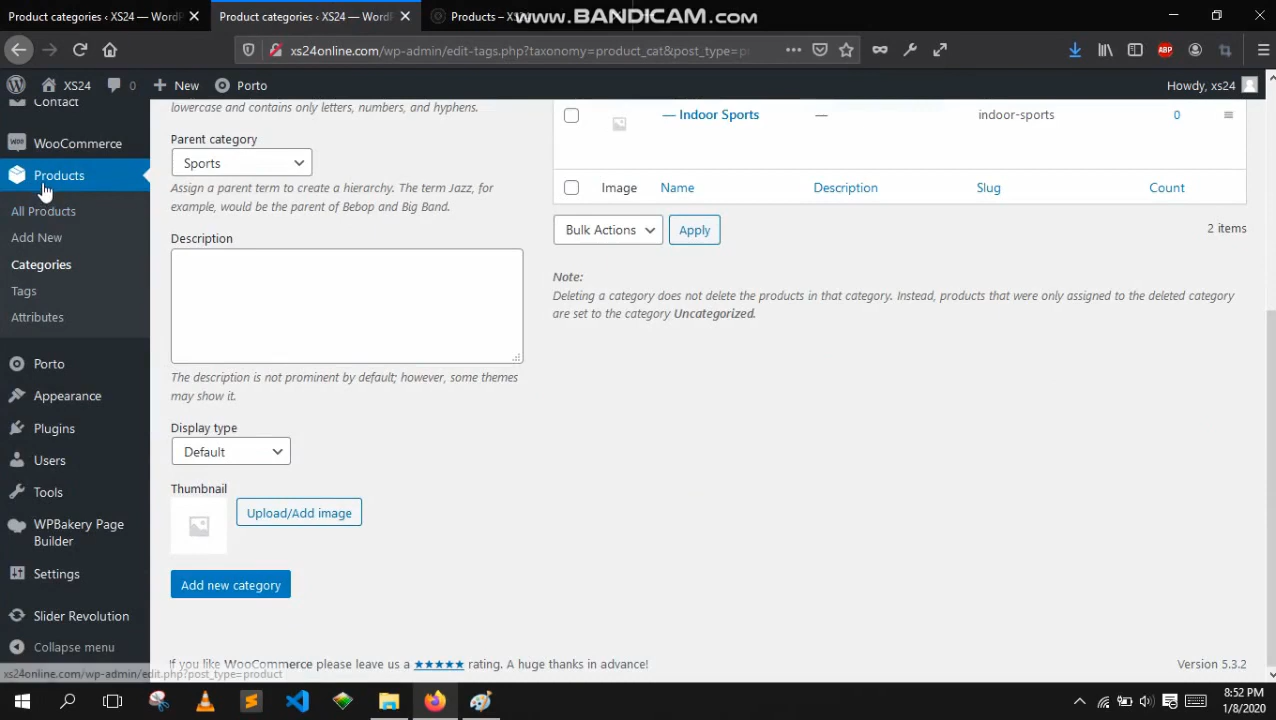 Product categories ‹ XS24 — WordPr
Product categories ‹ XS24 — WordPr
Products – XS
www.BANDICAM.com
xs24online.com/wp-admin/edit-tags.php?taxonomy=product_cat&post_type=p
ABP
XS24
0
New
Porto
Howdy, xs24
Contact
WooCommerce
Products
All Products
Add New
Categories
Tags
Attributes
Porto
Appearance
Plugins
Users
Tools
WPBakery Page
Builder
Settings
Slider Revolution
Collapse menu
lowercase and contains only letters, numbers, and hyphens.
Parent category
Sports
Assign a parent term to create a hierarchy. The term Jazz, for
example, would be the parent of Bebop and Big Band.
Description
The description is not prominent by default; however, some themes
may show it.
Display type
Default
Thumbnail
Upload/Add image
Add new category
— Indoor Sports — indoor-sports 0
Image Name Description Slug Count
Bulk Actions Apply 2 items
Note:
Deleting a category does not delete the products in that category. Instead, products that were only assigned to the deleted category
are set to the category Uncategorized.
If you like WooCommerce please leave us a ★★★★★ rating. A huge thanks in advance!
Version 5.3.2
xs24online.com/wp-admin/edit.php?post_type=product
8:52 PM
1/8/2020